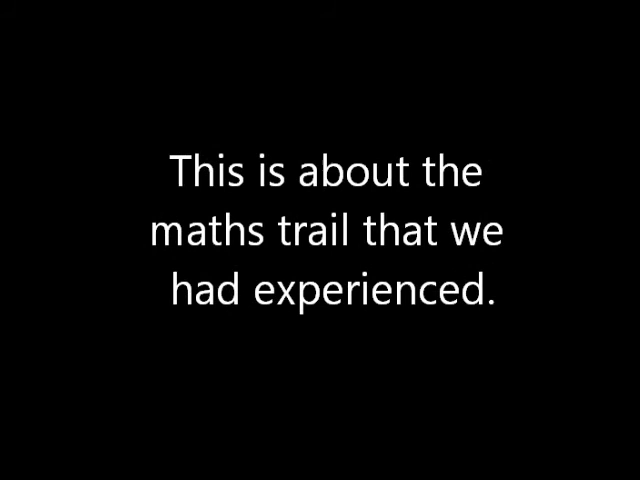 This is about the
maths trail that we
had experienced.